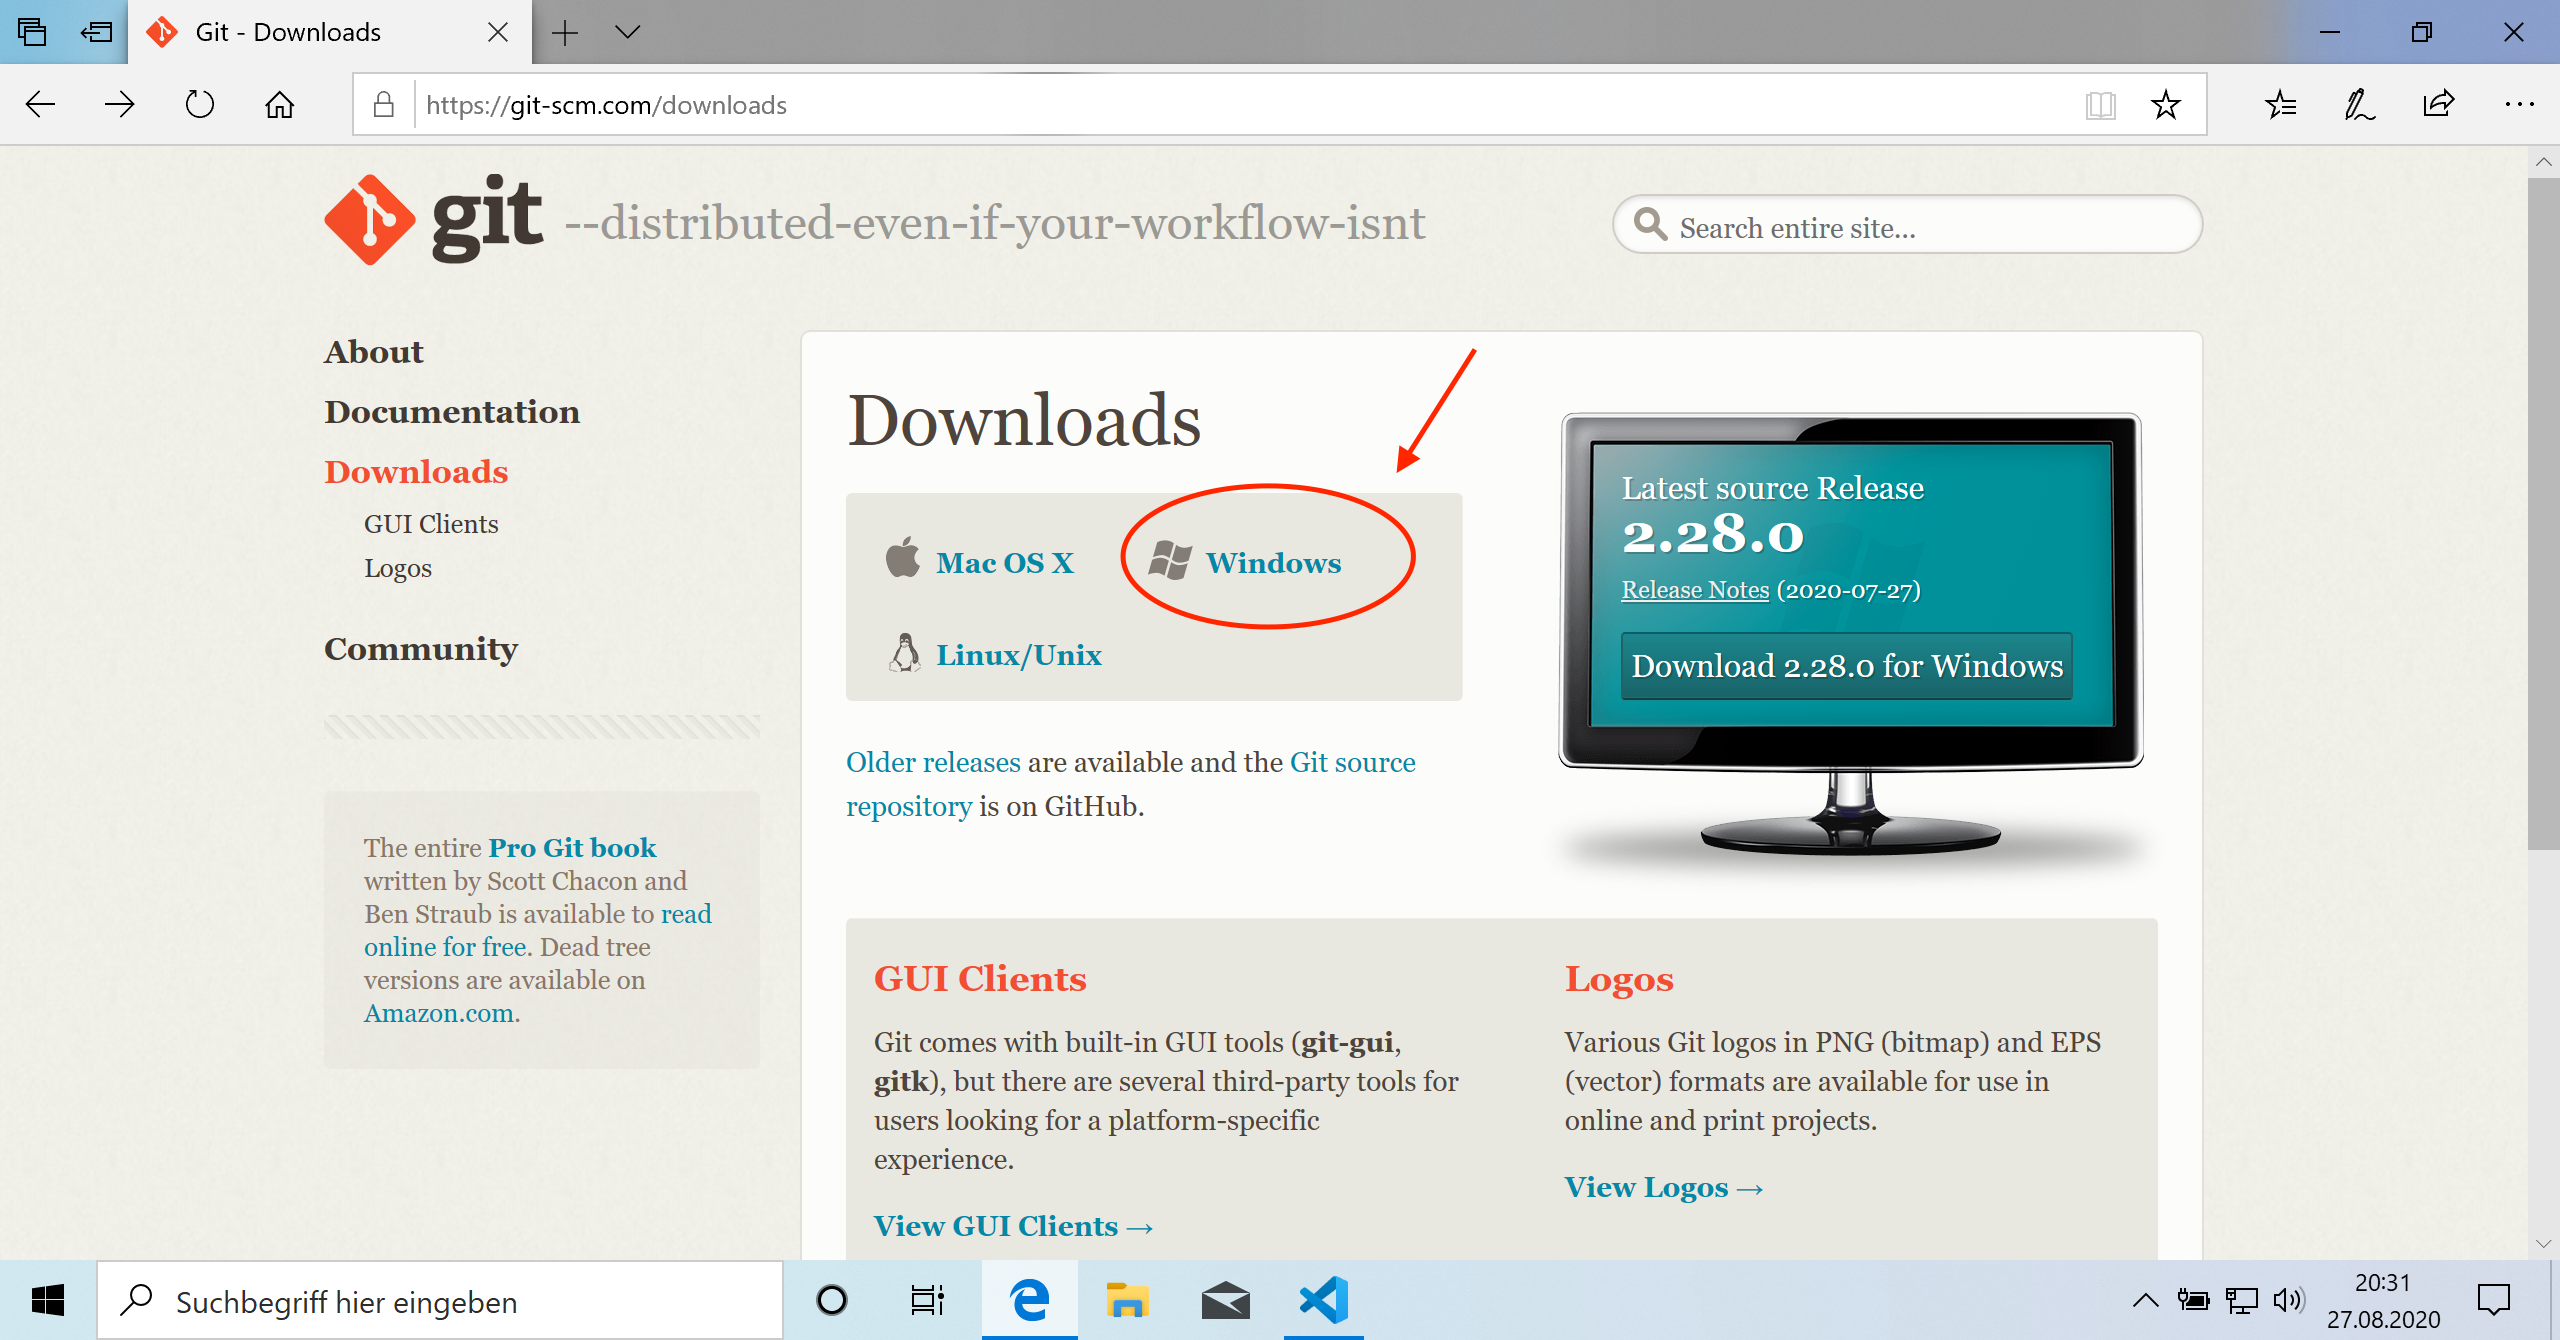 Git - Downloads
https://git-scm.com/downloads
git --distributed-even-if-your-workflow-isnt
Search entire site...
About
Documentation
Downloads
GUI Clients
Logos
Community
The entire Pro Git book
written by Scott Chacon and
Ben Straub is available to read
online for free. Dead tree
versions are available on
Amazon.com.
Downloads
Mac OS X
Windows
Linux/Unix
Older releases are available and the Git source
repository is on GitHub.
Latest source Release
2.28.0
Release Notes (2020-07-27)
Download 2.28.0 for Windows
GUI Clients
Git comes with built-in GUI tools (git-gui,
gitk), but there are several third-party tools for
users looking for a platform-specific
experience.
View GUI Clients →
Logos
Various Git logos in PNG (bitmap) and EPS
(vector) formats are available for use in
online and print projects.
View Logos →
Suchbegriff hier eingeben
20:31
27.08.2020